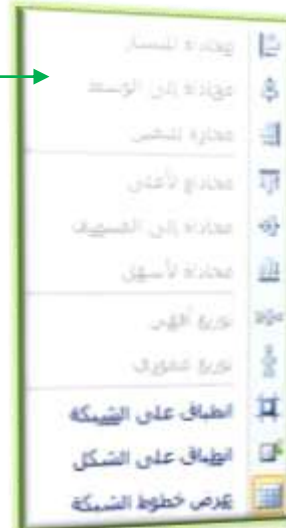 محاذاة لليسار
محاذاة إلى الوسط
محاذاة لليمين
محاذاة لأعلى
محاذاة إلى المنتصف
محاذاة لأسفل
توزيع أفقي
توزيع عمودي
انطباق على الشبكة
انطباق على الشكل
عرض خطوط الشبكة